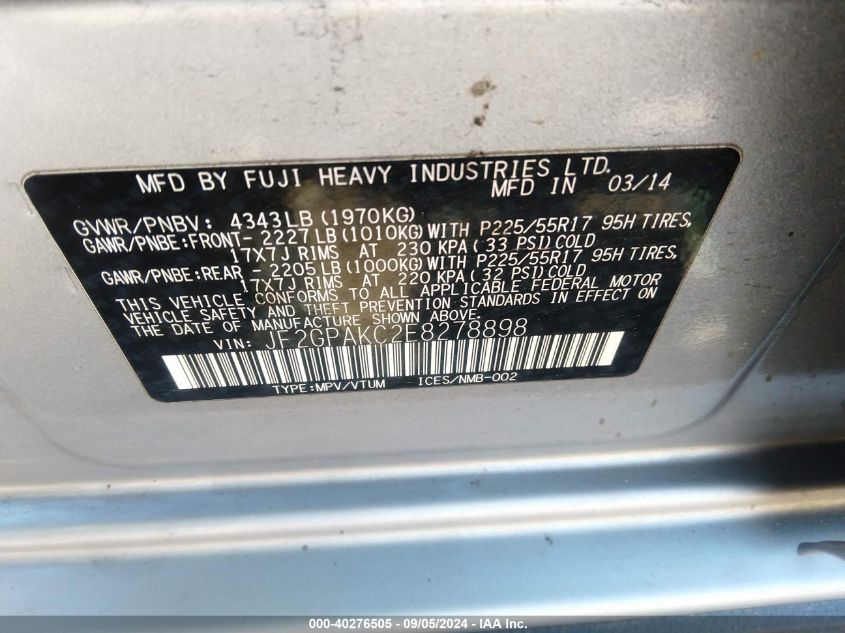 MFD BY FUJI HEAVY INDUSTRIES LTD.
MFD IN 03/14
GVWR/PNBV: 4343LB (1970KG)
GAWR/PNBE:FRONT- 2227LB (1010KG) WITH P225/55R17 95H TIRES,
17X7J RIMS AT 230 KPA (33 PSI) COLD
GAWR/PNBE:REAR - 2205LB (1000KG) WITH P225/55R17 95H TIRES,
17X7J RIMS AT 220 KPA (32 PSI) COLD
THIS VEHICLE CONFORMS TO ALL APPLICABLE FEDERAL MOTOR
VEHICLE SAFETY AND THEFT PREVENTION STANDARDS IN EFFECT ON
THE DATE OF MANUFACTURE SHOWN ABOVE.
VIN: JF2GPAKC2E8278898
TYPE:MPV/VTUM ICES/NMB-002
000-40276505 - 09/05/2024 - IAA Inc.